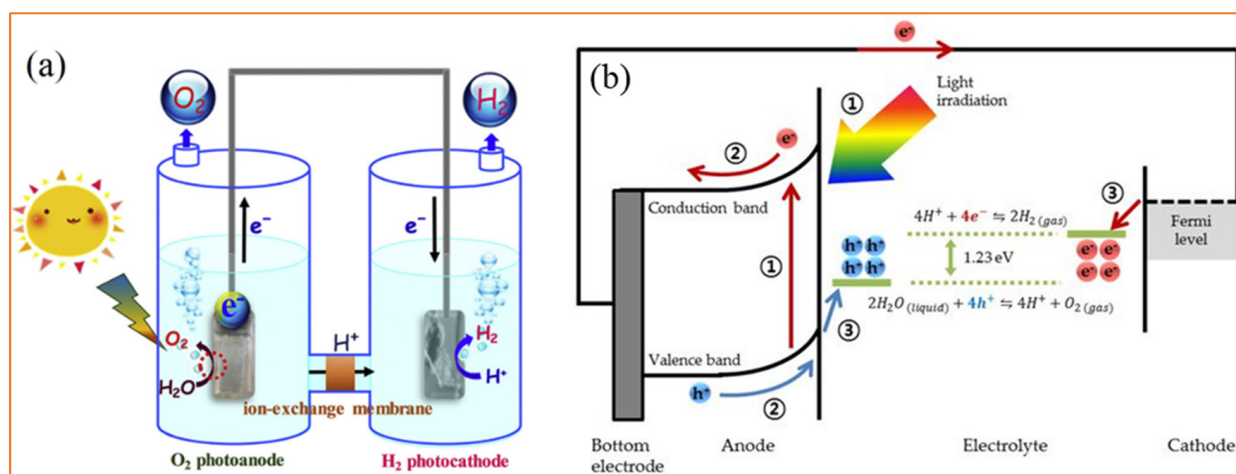 (a)
O₂
H₂
e⁻
e⁻
e⁻
O₂
H₂O
H⁺
H₂
H⁺
ion-exchange membrane
O₂ photoanode
H₂ photocathode
(b)
e⁻
Light
irradiation
①
②
e⁻
Conduction band
①
h⁺ h⁺
h⁺ h⁺
4H⁺ + 4e⁻ ⇋ 2H₂ (gas)
1.23 eV
2H₂O (liquid) + 4h⁺ ⇋ 4H⁺ + O₂ (gas)
③
e⁻ e⁻
e⁻ e⁻
Fermi
level
③
Valence band
h⁺
②
Bottom
electrode
Anode
Electrolyte
Cathode